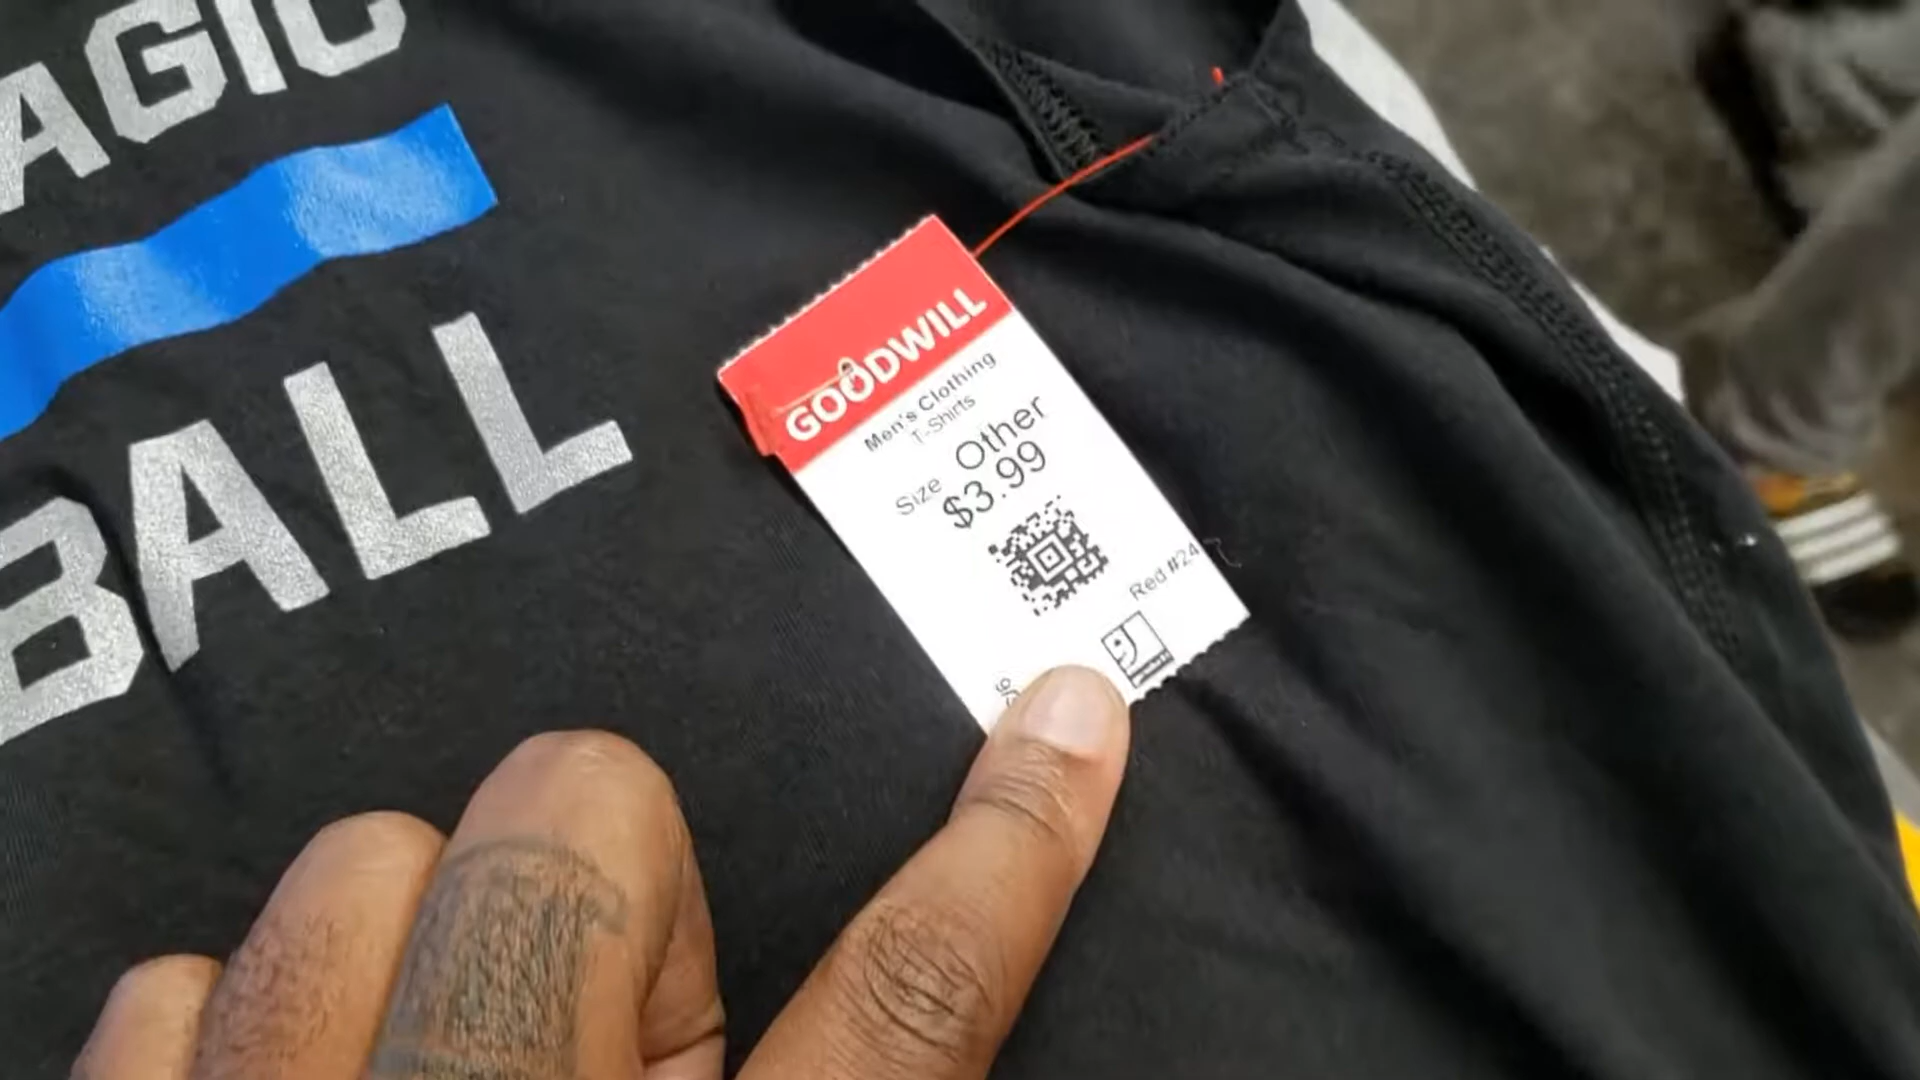 AGIC
BALL
GOODWILL
Men's Clothing
T-Shirts
Size Other
$3.99
Red #24